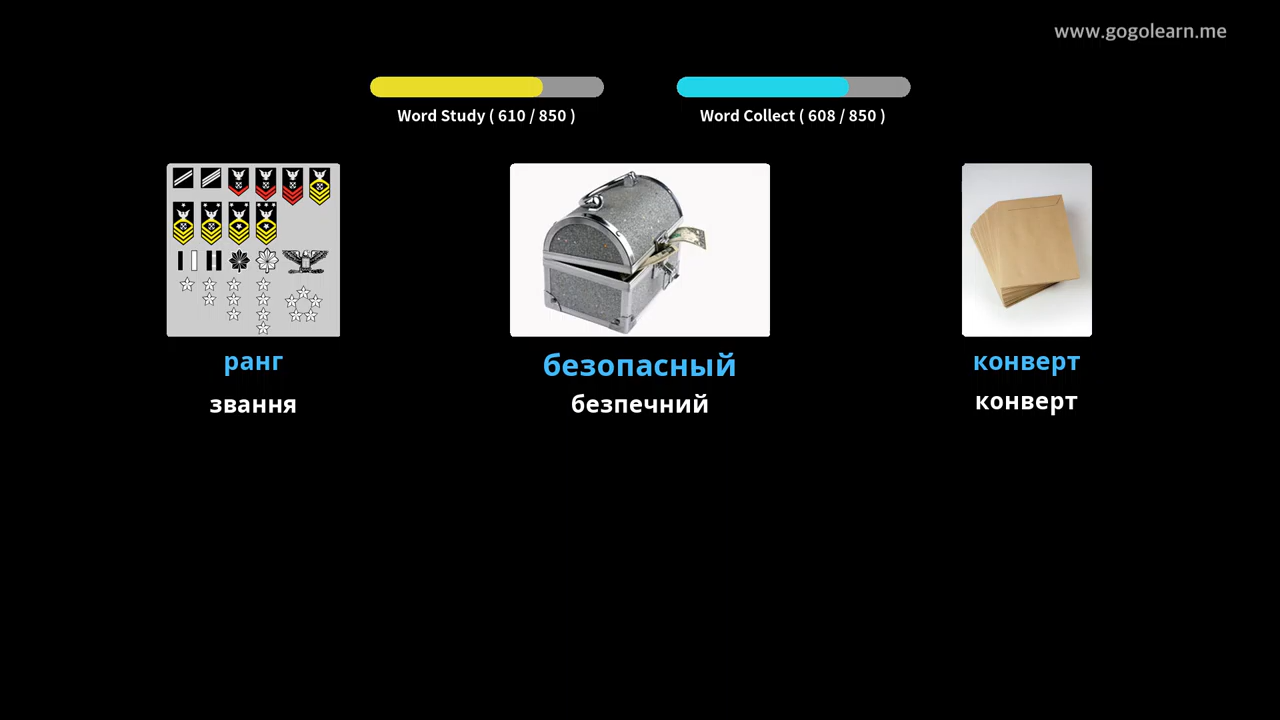 www.gogolearn.me
Word Study ( 610 / 850 )
Word Collect ( 608 / 850 )
ранг
безопасный
конверт
звання
безпечний
конверт